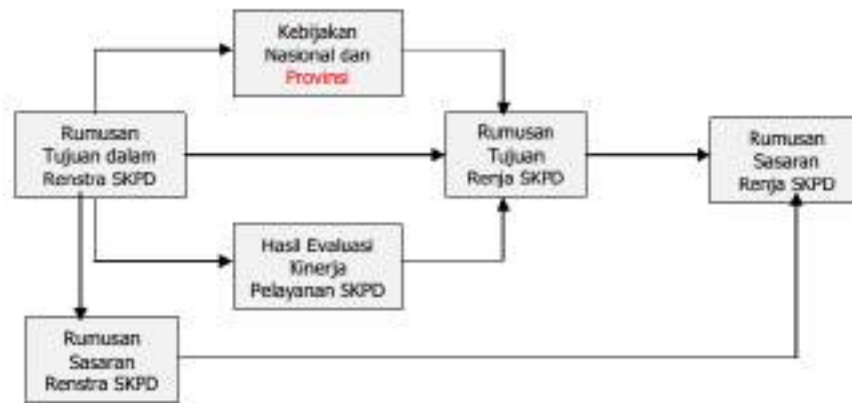 Kebijakan
Nasional dan
Provinsi
Rumusan
Tujuan dalam
Renstra SKPD
Rumusan
Tujuan
Renja SKPD
Rumusan
Sasaran
Renja SKPD
Hasil Evaluasi
Kinerja
Pelayanan SKPD
Rumusan
Sasaran
Renstra SKPD